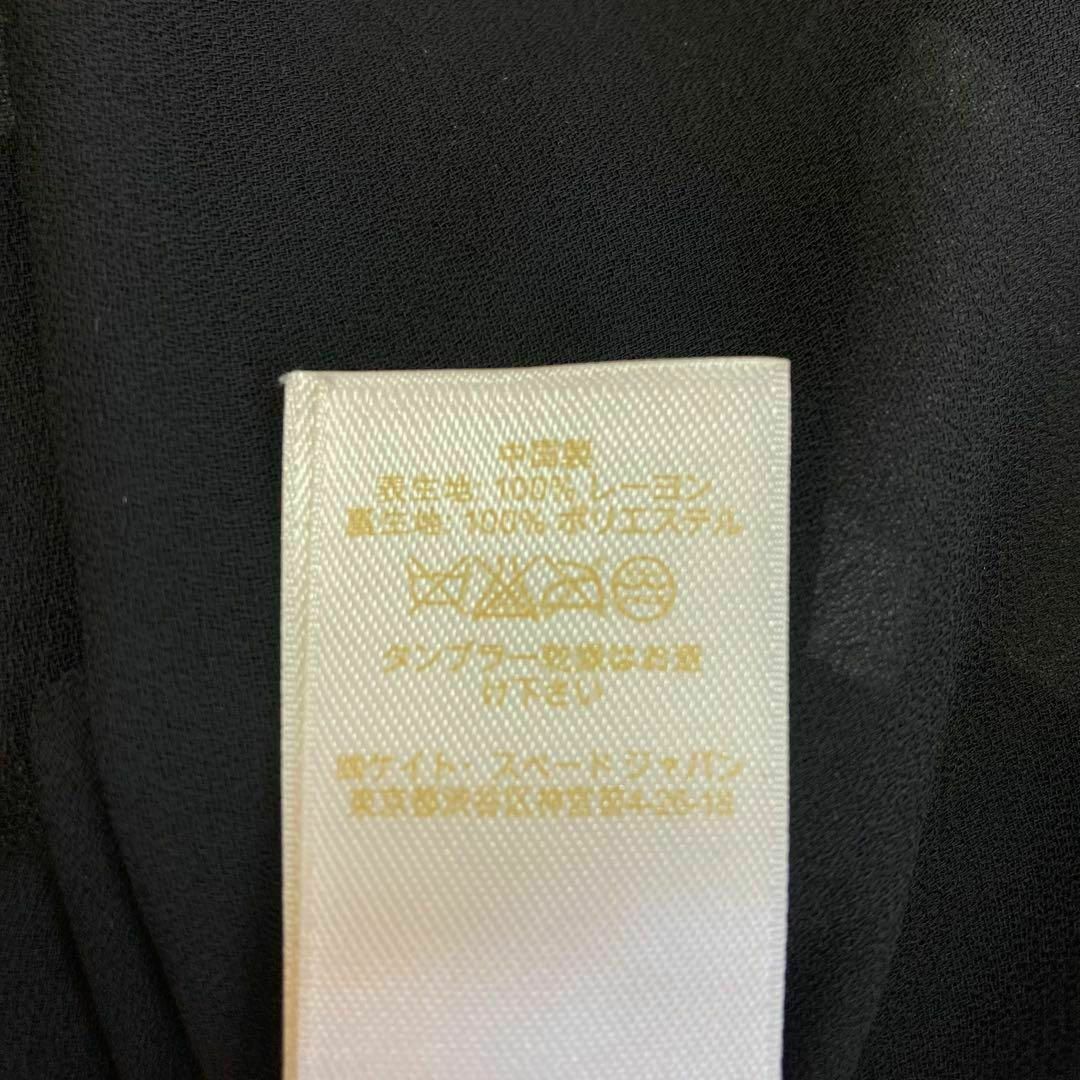 中国製
表生地 100% レーヨン
裏生地 100% ポリエステル
タンブラー乾燥はお避
け下さい
㈱ケイト・スペードジャパン
東京都渋谷区神宮前4-26-18